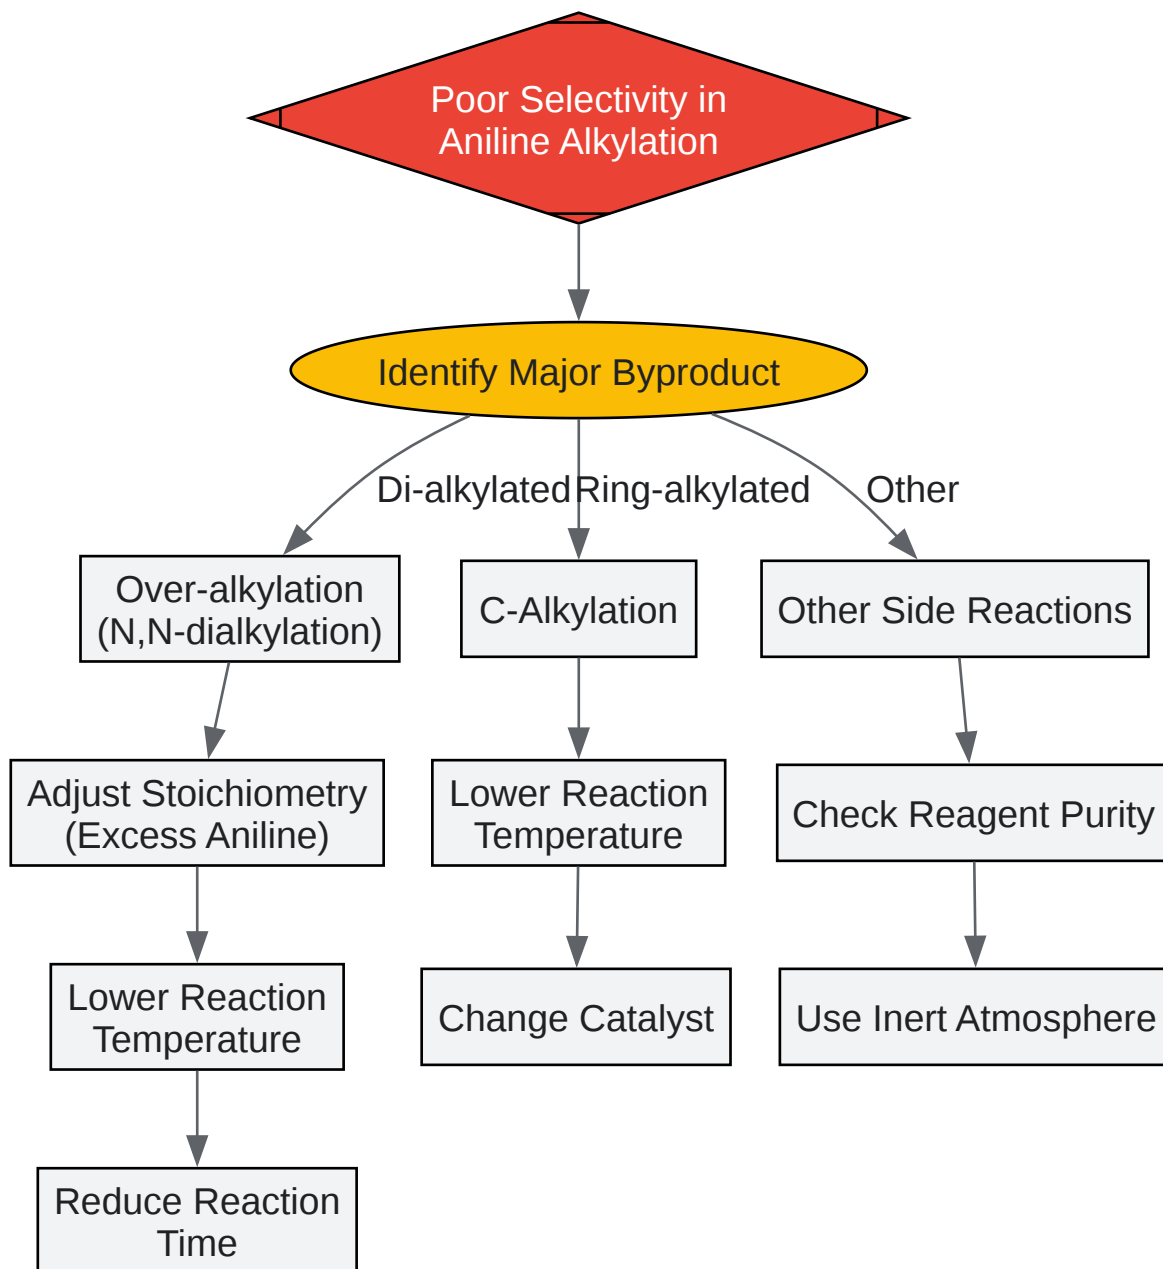 Poor Selectivity in
Aniline Alkylation
Identify Major Byproduct
Di-alkylated
Ring-alkylated
Other
Over-alkylation
(N,N-dialkylation)
C-Alkylation
Other Side Reactions
Adjust Stoichiometry
(Excess Aniline)
Lower Reaction
Temperature
Check Reagent Purity
Lower Reaction
Temperature
Change Catalyst
Use Inert Atmosphere
Reduce Reaction
Time